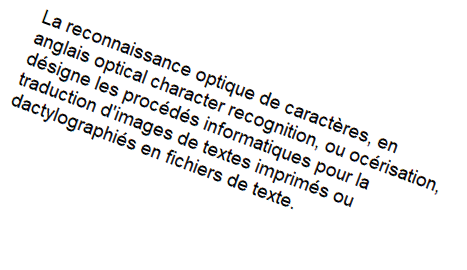 La reconnaissance optique de caractères, en
anglais optical character recognition, ou océrisation,
désigne les procédés informatiques pour la
traduction d'images de textes imprimés ou
dactylographiés en fichiers de texte.